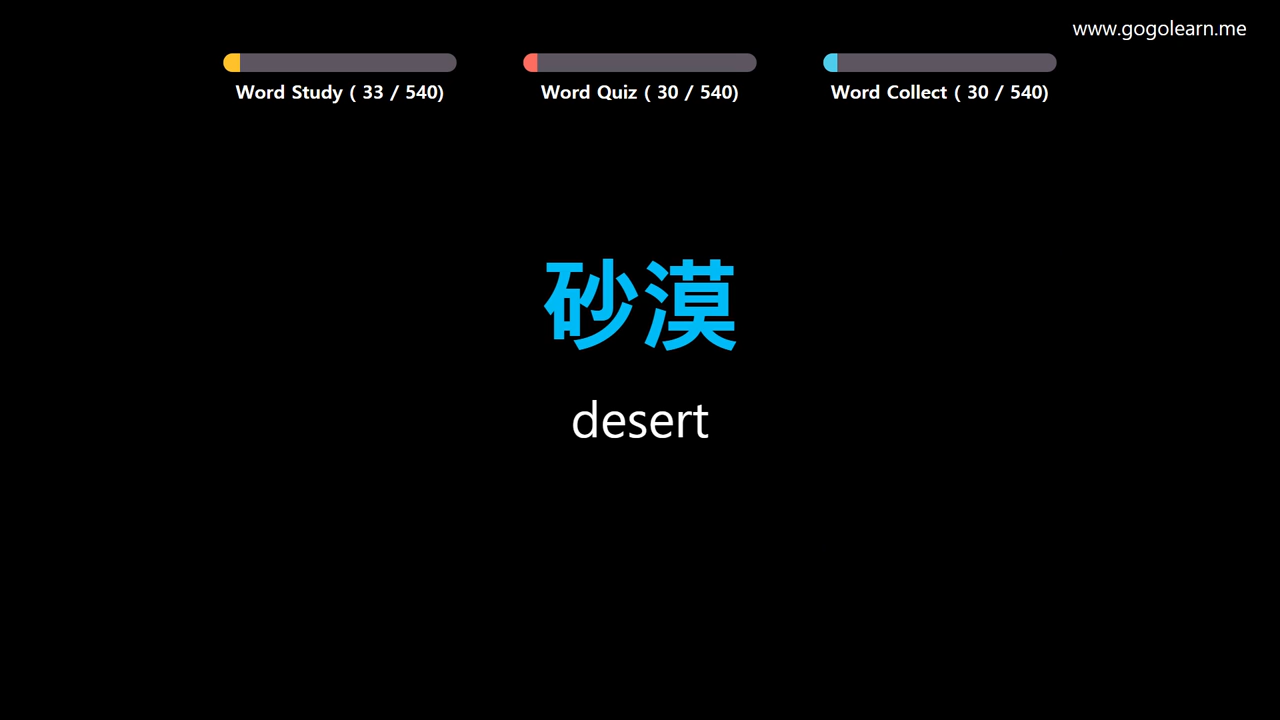 www.gogolearn.me
Word Study ( 33 / 540)
Word Quiz ( 30 / 540)
Word Collect ( 30 / 540)
砂漠
desert